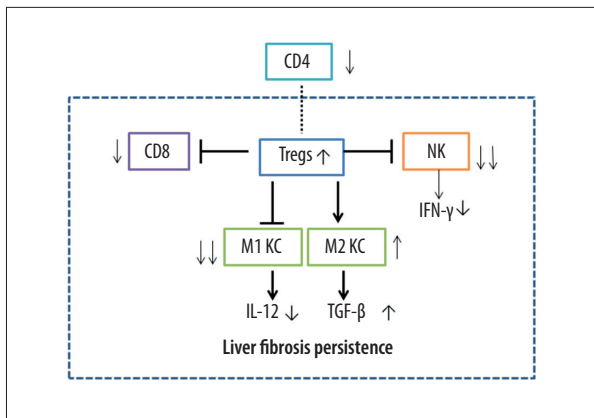 CD4 ↓
↓ CD8
Tregs ↑
NK ↓↓
IFN-γ ↓
↓↓ M1 KC
M2 KC ↑
IL-12 ↓
TGF-β ↑
Liver fibrosis persistence